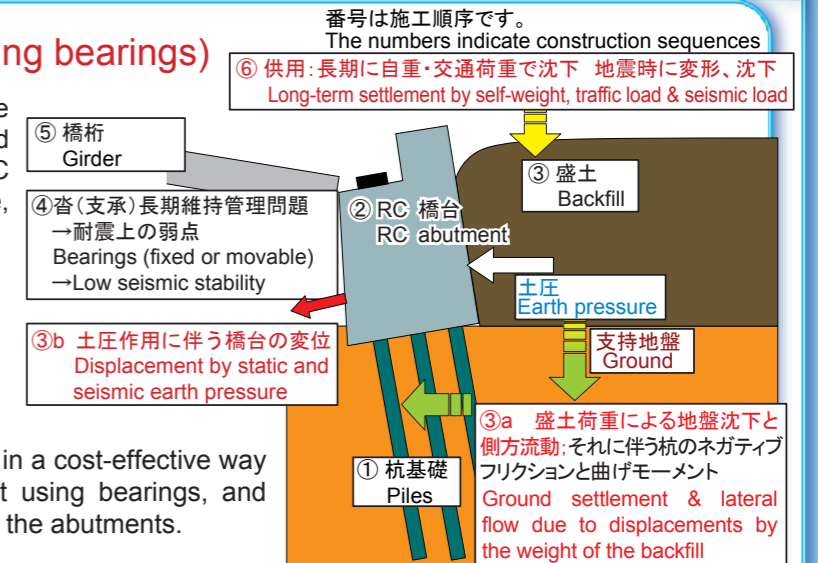 番号は施工順序です。
The numbers indicate construction sequences
ng bearings)
⑥ 供用：長期に自重・交通荷重で沈下 地震時に変形、沈下
Long-term settlement by self-weight, traffic load & seismic load
e
d
C
,
⑤ 橋桁
Girder
④沓（支承）長期維持管理問題
→耐震上の弱点
Bearings (fixed or movable)
→Low seismic stability
② RC 橋台
RC abutment
③ 盛土
Backfill
土圧
Earth pressure
支持地盤
Ground
③b 土圧作用に伴う橋台の変位
Displacement by static and
seismic earth pressure
③a 盛土荷重による地盤沈下と
側方流動；それに伴う杭のネガティブ
フリクションと曲げモーメント
Ground settlement & lateral
flow due to displacements by
the weight of the backfill
① 杭基礎
Piles
in a cost-effective way
t using bearings, and
the abutments.